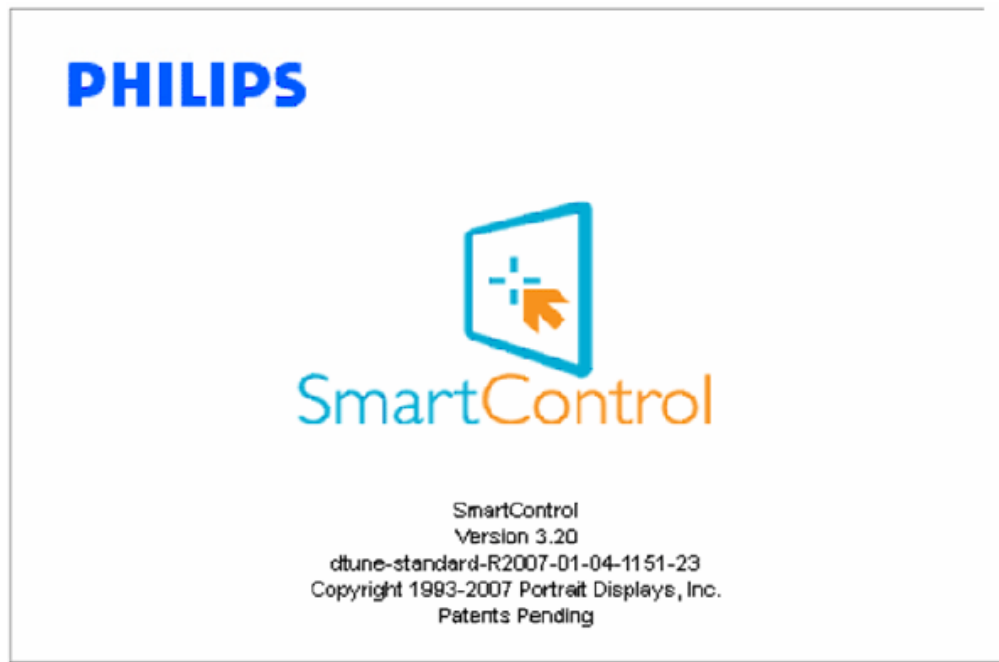 PHILIPS
SmartControl
SmartControl
Version 3.20
dtune-standard-R2007-01-04-1151-23
Copyright 1993-2007 Portrait Displays, Inc.
Patents Pending